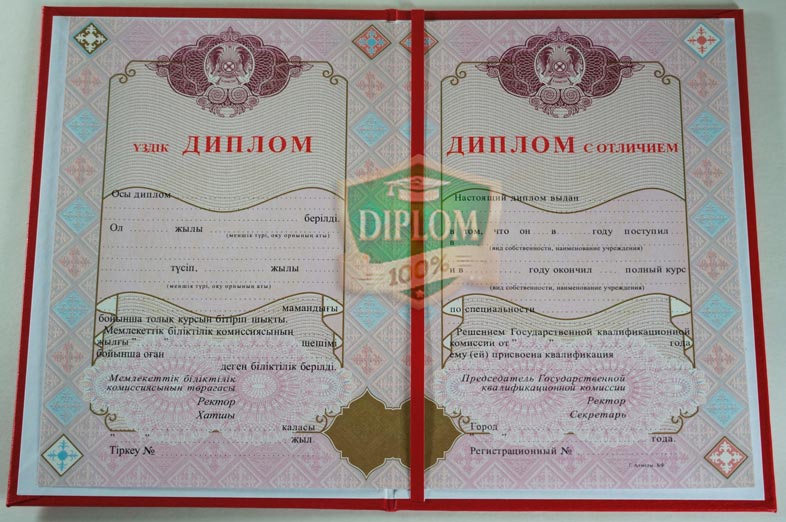 ҮЗДІК ДИПЛОМ
Осы диплом
берілді.
Ол жылы
(меншік түрі, оқу орнының аты)
түсіп, жылы
(меншік түрі, оқу орнының аты)
мамандығы
бойынша толық курсын бітіріп шықты.
Мемлекеттік біліктілік комиссиясының
жылғы " " шешімі
бойынша оған
деген біліктілік берілді.
Мемлекеттік біліктілік
комиссиясының төрағасы
Ректор
Хатшы
қаласы
" " жыл
Тіркеу №
ДИПЛОМ С ОТЛИЧИЕМ
Настоящий диплом выдан
в том, что он в году поступил
в
(вид собственности, наименование учреждения)
и в году окончил полный курс
(вид собственности, наименование учреждения)
по специальности
Решением Государственной квалификационной
комиссии от " " года
ему (ей) присвоена квалификация
Председатель Государственной
квалификационной комиссии
Ректор
Секретарь
Город
" " года.
Регистрационный №
DIPLOM
100%